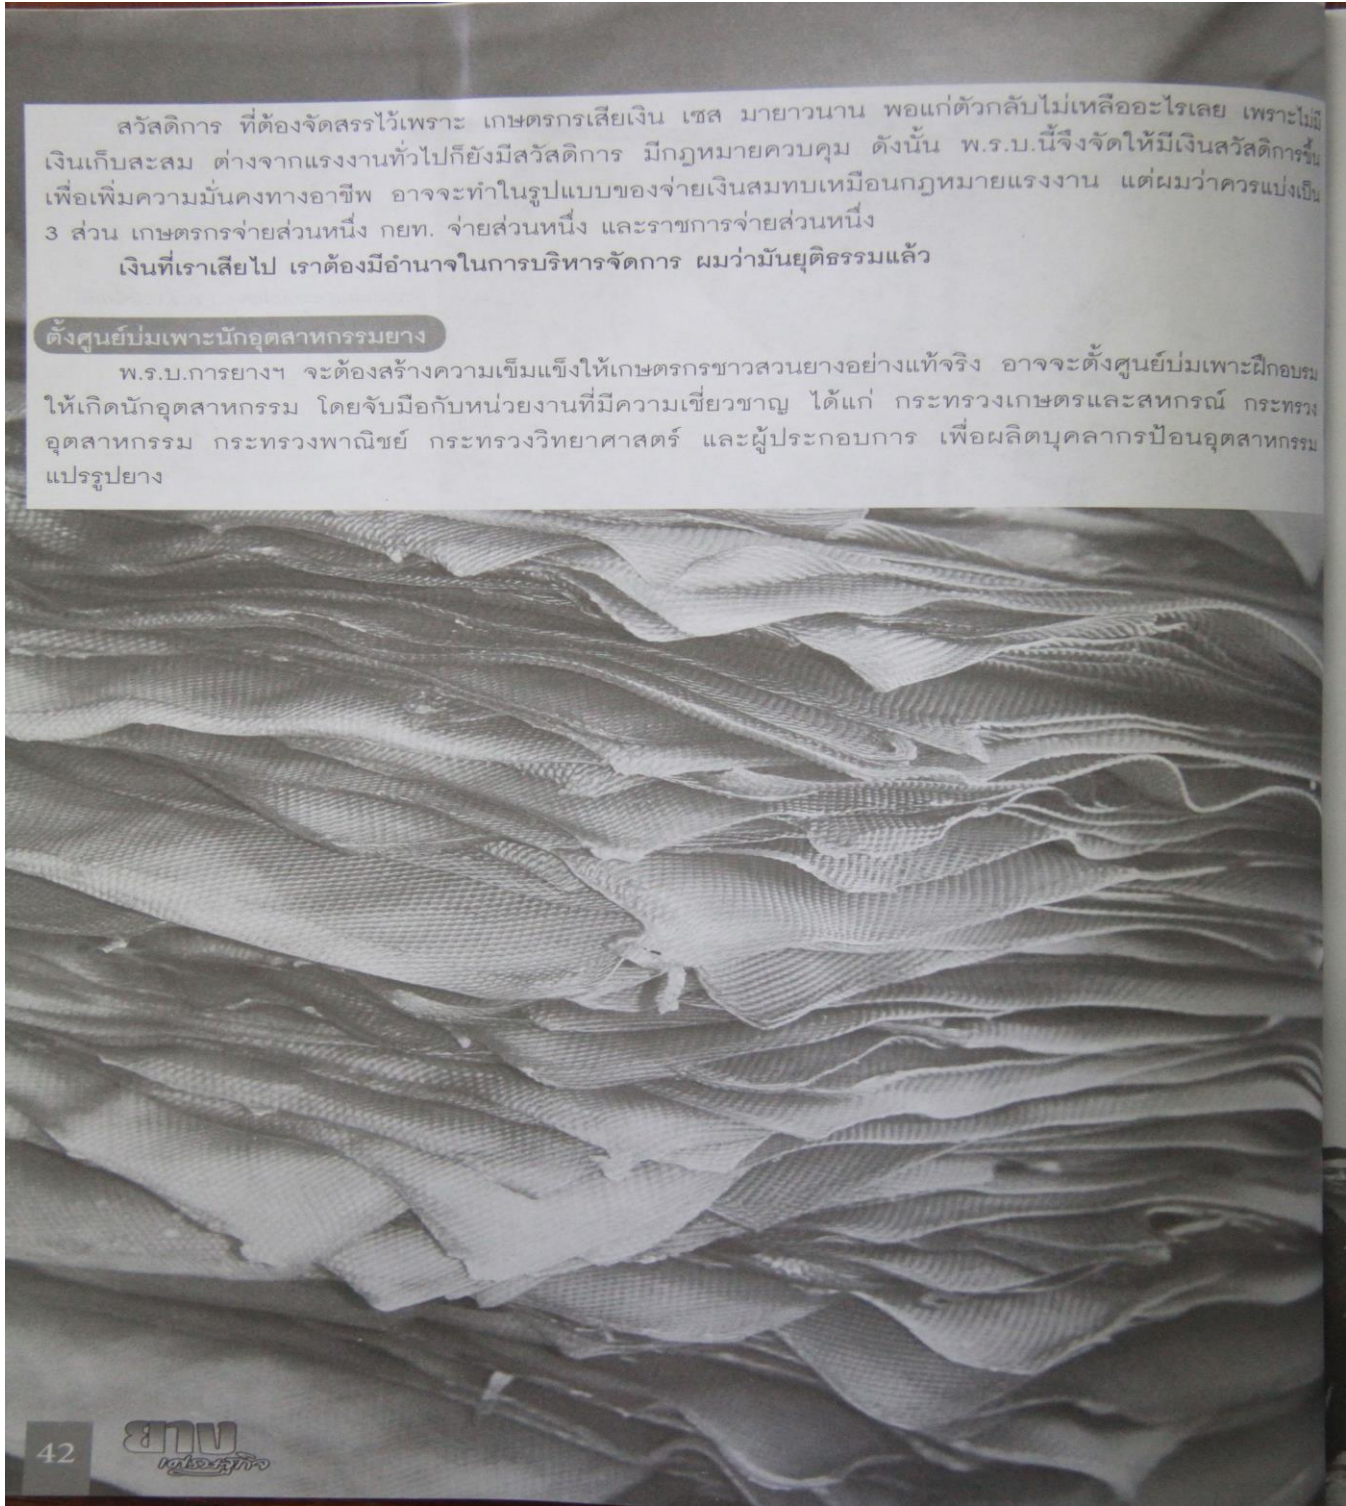 สวัสดิการ ที่ต้องจัดสรรไว้เพราะ เกษตรกรเสียเงิน เซส มายาวนาน พอแก่ตัวกลับไม่เหลืออะไรเลย เพราะไม่มี
เงินเก็บสะสม ต่างจากแรงงานทั่วไปก็ยังมีสวัสดิการ มีกฎหมายควบคุม ดังนั้น พ.ร.บ.นี้จึงจัดให้มีเงินสวัสดิการขึ้น
เพื่อเพิ่มความมั่นคงทางอาชีพ อาจจะทำในรูปแบบของจ่ายเงินสมทบเหมือนกฎหมายแรงงาน แต่ผมว่าควรแบ่งเป็น
3 ส่วน เกษตรกรจ่ายส่วนหนึ่ง กยท. จ่ายส่วนหนึ่ง และราชการจ่ายส่วนหนึ่ง
เงินที่เราเสียไป เราต้องมีอำนาจในการบริหารจัดการ ผมว่ามันยุติธรรมแล้ว
ตั้งศูนย์บ่มเพาะนักอุตสาหกรรมยาง
พ.ร.บ.การยางฯ จะต้องสร้างความเข็มแข็งให้เกษตรกรชาวสวนยางอย่างแท้จริง อาจจะตั้งศูนย์บ่มเพาะฝึกอบรม
ให้เกิดนักอุตสาหกรรม โดยจับมือกับหน่วยงานที่มีความเชี่ยวชาญ ได้แก่ กระทรวงเกษตรและสหกรณ์ กระทรวง
อุตสาหกรรม กระทรวงพาณิชย์ กระทรวงวิทยาศาสตร์ และผู้ประกอบการ เพื่อผลิตบุคลากรป้อนอุตสาหกรรม
แปรรูปยาง
42
ยาง
เศรษฐกิจ